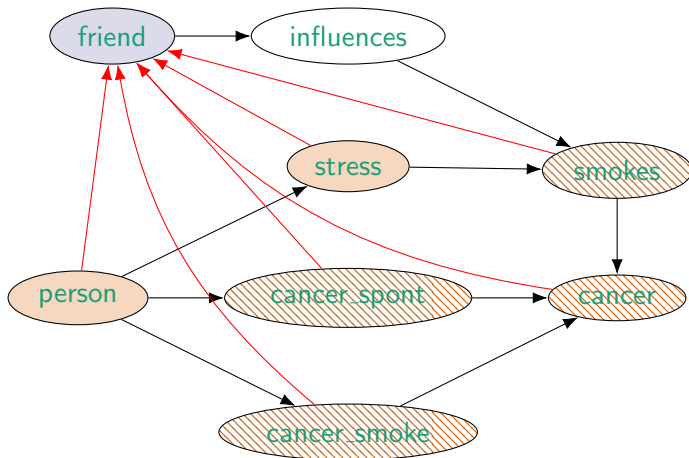 friend
influences
stress
smokes
person
cancer_spont
cancer
cancer_smoke